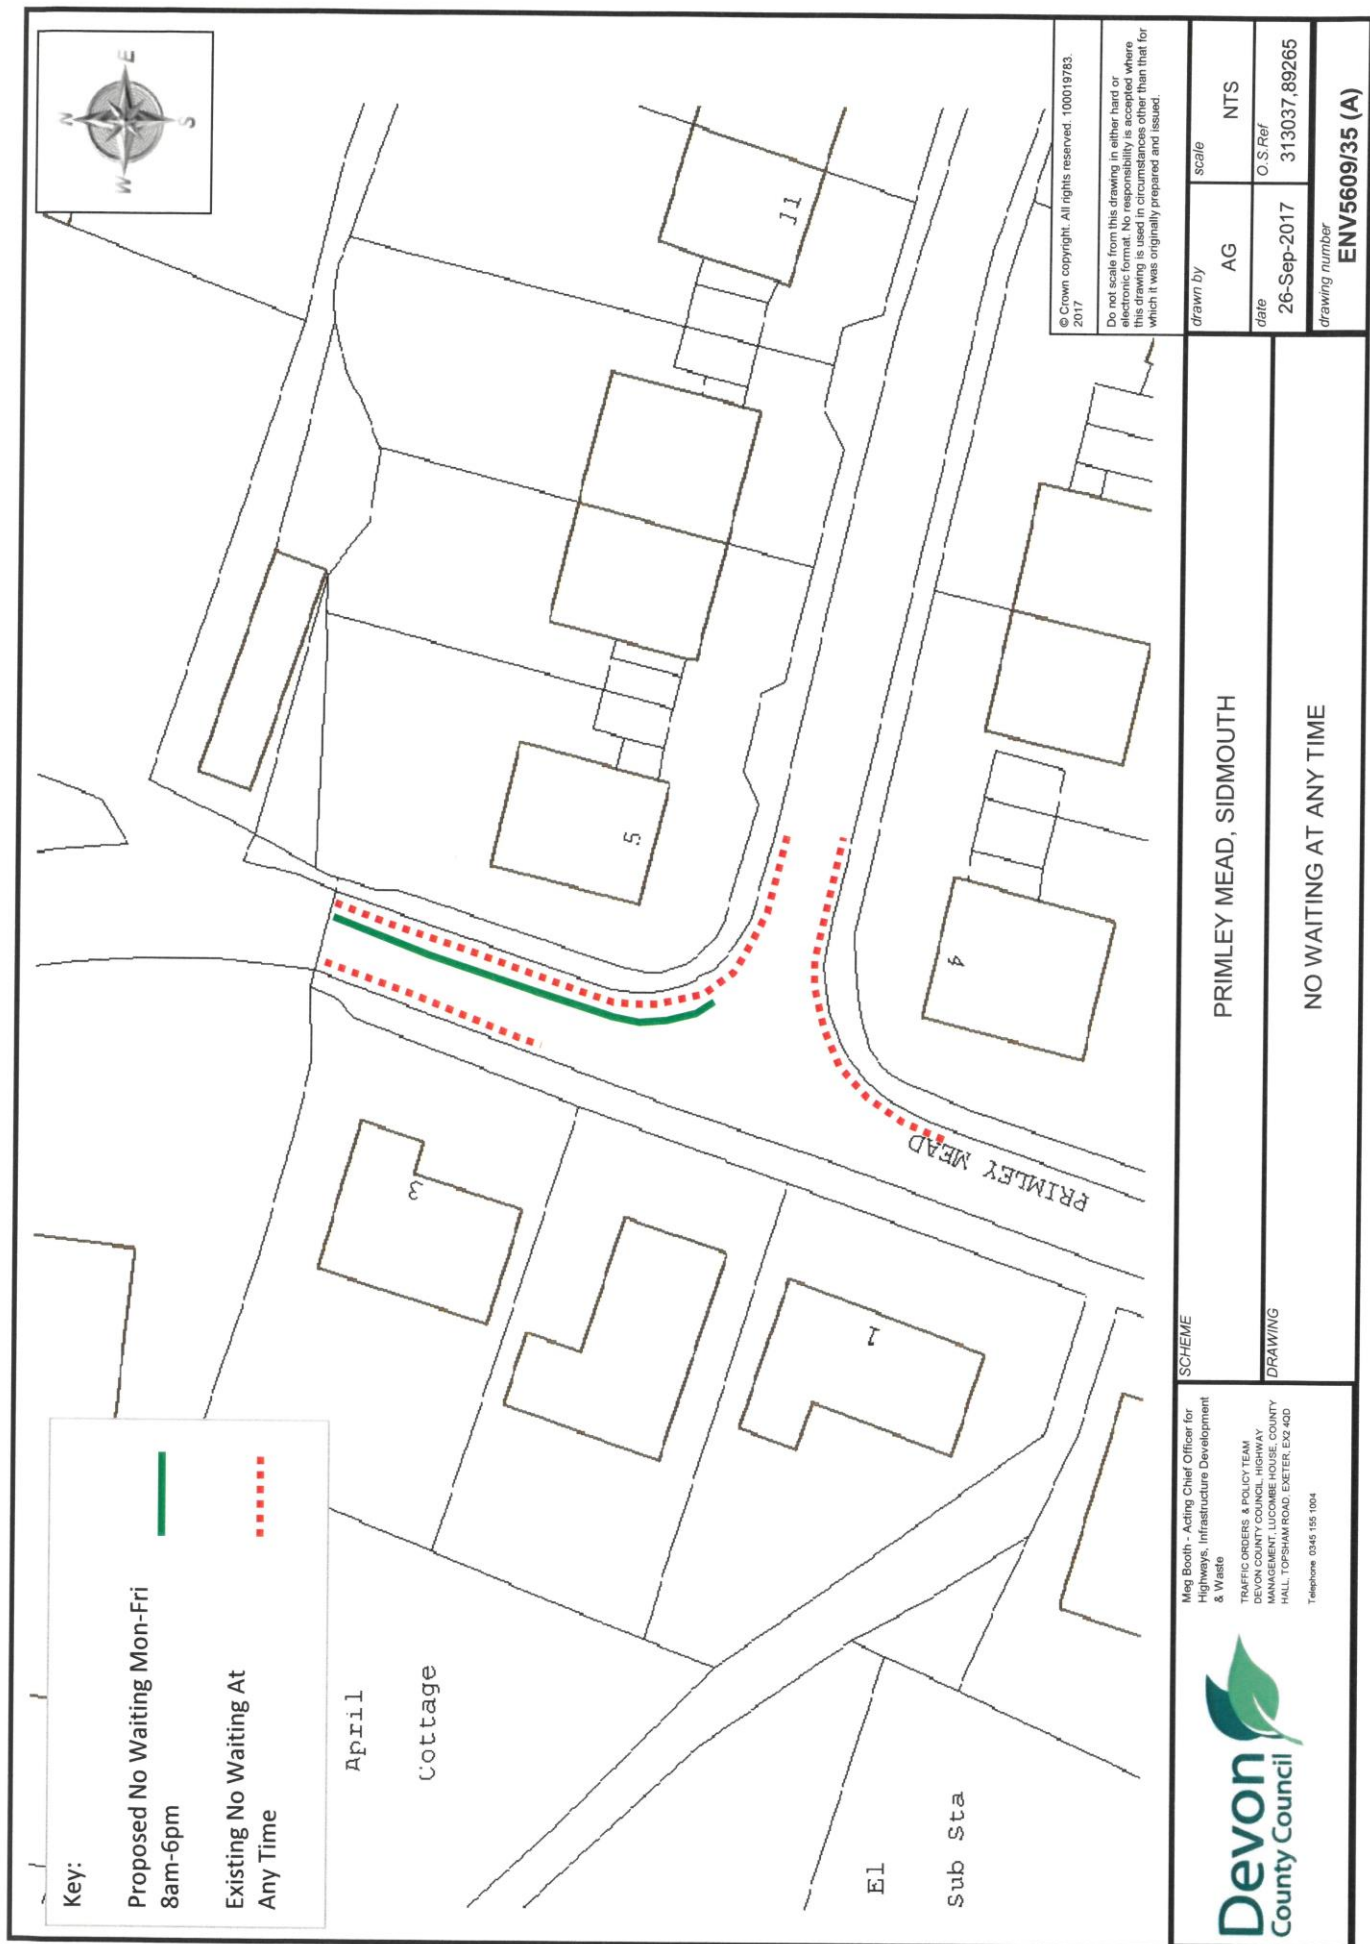 Key:
Proposed No Waiting Mon-Fri
8am-6pm
Existing No Waiting At
Any Time
N
E
S
W
April
Cottage
El
Sub Sta
3
1
5
11
4
PRIMLEY MEAD
© Crown copyright. All rights reserved. 100019783.
2017
Do not scale from this drawing in either hard or
electronic format. No responsibility is accepted where
this drawing is used in circumstances other than that for
which it was originally prepared and issued.
Devon
County Council
Meg Booth - Acting Chief Officer for
Highways, Infrastructure Development
& Waste
TRAFFIC ORDERS & POLICY TEAM
DEVON COUNTY COUNCIL, HIGHWAY
MANAGEMENT, LUCOMBE HOUSE, COUNTY
HALL, TOPSHAM ROAD, EXETER, EX2 4QD
Telephone 0345 155 1004
SCHEME
PRIMLEY MEAD, SIDMOUTH
DRAWING
NO WAITING AT ANY TIME
drawn by
AG
scale
NTS
date
26-Sep-2017
O.S.Ref
313037,89265
drawing number
ENV5609/35 (A)